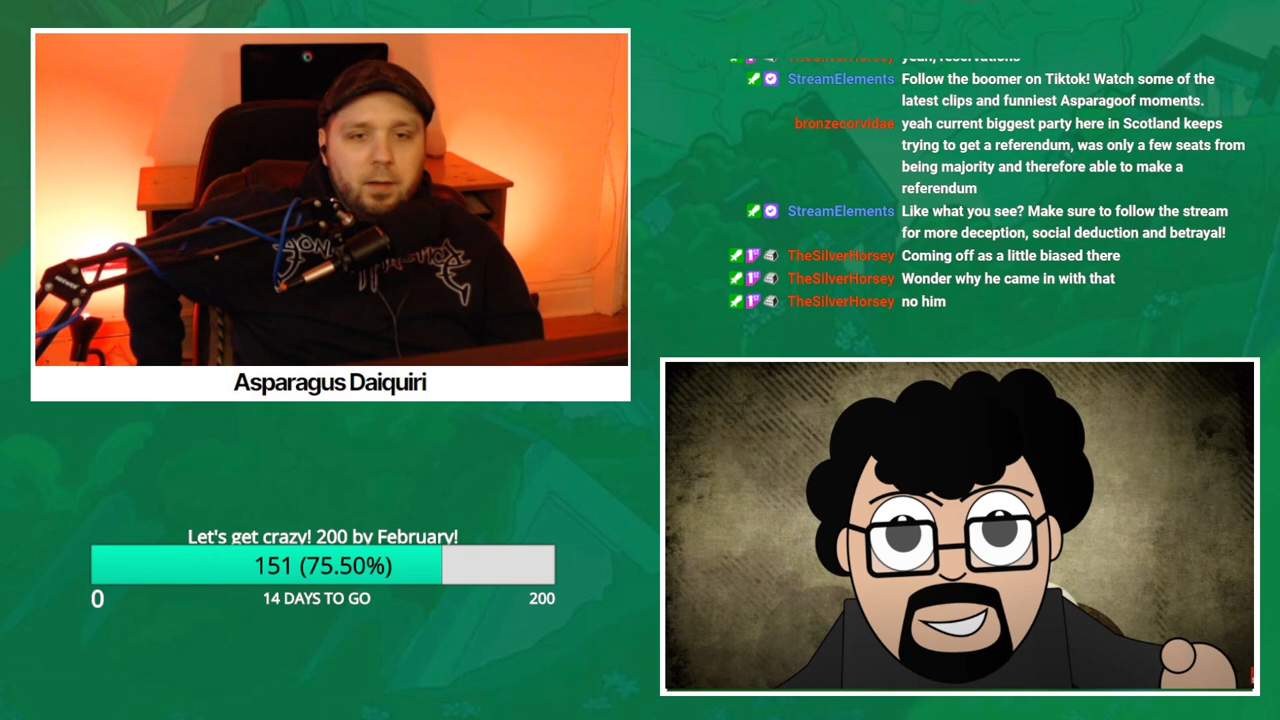 Asparagus Daiquiri
TheSilverHorsey yeah, reservations
StreamElements Follow the boomer on Tiktok! Watch some of the
latest clips and funniest Asparagoof moments.
bronzecorvidae yeah current biggest party here in Scotland keeps
trying to get a referendum, was only a few seats from
being majority and therefore able to make a
referendum
StreamElements Like what you see? Make sure to follow the stream
for more deception, social deduction and betrayal!
TheSilverHorsey Coming off as a little biased there
TheSilverHorsey Wonder why he came in with that
TheSilverHorsey no him
Let's get crazy! 200 by February!
151 (75.50%)
0 14 DAYS TO GO 200